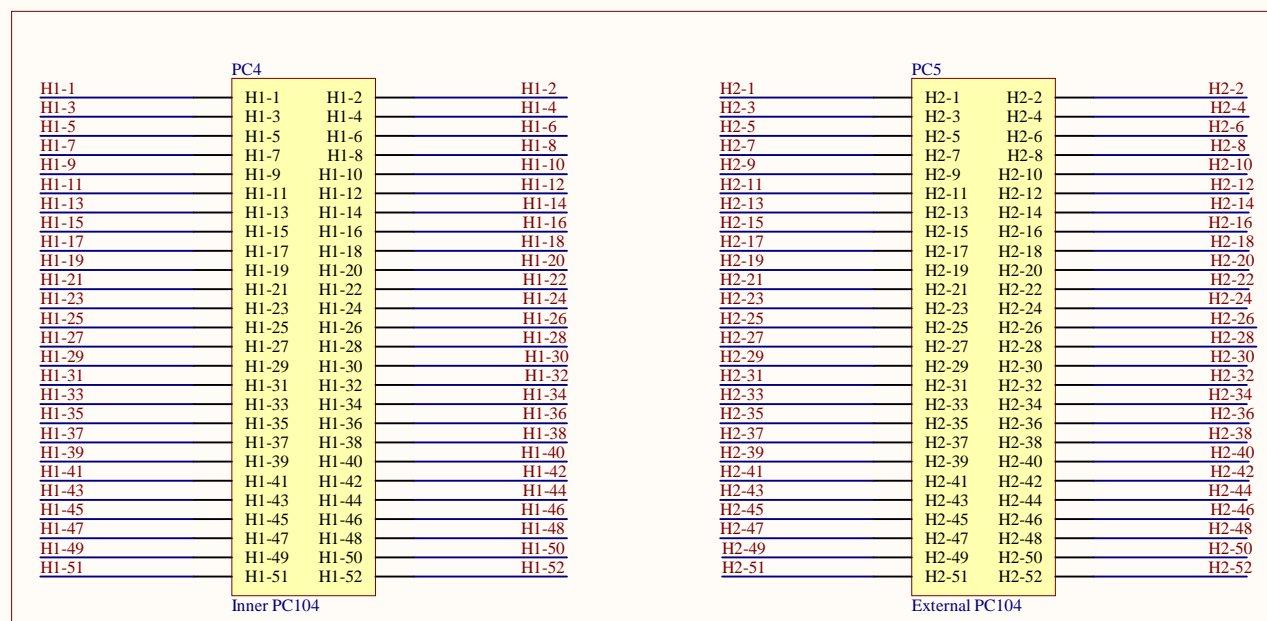 PC4 PC5
H1-1 H1-1 H1-2 H1-2 H2-1 H2-1 H2-2 H2-2
H1-3 H1-3 H1-4 H1-4 H2-3 H2-3 H2-4 H2-4
H1-5 H1-5 H1-6 H1-6 H2-5 H2-5 H2-6 H2-6
H1-7 H1-7 H1-8 H1-8 H2-7 H2-7 H2-8 H2-8
H1-9 H1-9 H1-10 H1-10 H2-9 H2-9 H2-10 H2-10
H1-11 H1-11 H1-12 H1-12 H2-11 H2-11 H2-12 H2-12
H1-13 H1-13 H1-14 H1-14 H2-13 H2-13 H2-14 H2-14
H1-15 H1-15 H1-16 H1-16 H2-15 H2-15 H2-16 H2-16
H1-17 H1-17 H1-18 H1-18 H2-17 H2-17 H2-18 H2-18
H1-19 H1-19 H1-20 H1-20 H2-19 H2-19 H2-20 H2-20
H1-21 H1-21 H1-22 H1-22 H2-21 H2-21 H2-22 H2-22
H1-23 H1-23 H1-24 H1-24 H2-23 H2-23 H2-24 H2-24
H1-25 H1-25 H1-26 H1-26 H2-25 H2-25 H2-26 H2-26
H1-27 H1-27 H1-28 H1-28 H2-27 H2-27 H2-28 H2-28
H1-29 H1-29 H1-30 H1-30 H2-29 H2-29 H2-30 H2-30
H1-31 H1-31 H1-32 H1-32 H2-31 H2-31 H2-32 H2-32
H1-33 H1-33 H1-34 H1-34 H2-33 H2-33 H2-34 H2-34
H1-35 H1-35 H1-36 H1-36 H2-35 H2-35 H2-36 H2-36
H1-37 H1-37 H1-38 H1-38 H2-37 H2-37 H2-38 H2-38
H1-39 H1-39 H1-40 H1-40 H2-39 H2-39 H2-40 H2-40
H1-41 H1-41 H1-42 H1-42 H2-41 H2-41 H2-42 H2-42
H1-43 H1-43 H1-44 H1-44 H2-43 H2-43 H2-44 H2-44
H1-45 H1-45 H1-46 H1-46 H2-45 H2-45 H2-46 H2-46
H1-47 H1-47 H1-48 H1-48 H2-47 H2-47 H2-48 H2-48
H1-49 H1-49 H1-50 H1-50 H2-49 H2-49 H2-50 H2-50
H1-51 H1-51 H1-52 H1-52 H2-51 H2-51 H2-52 H2-52
Inner PC104 External PC104